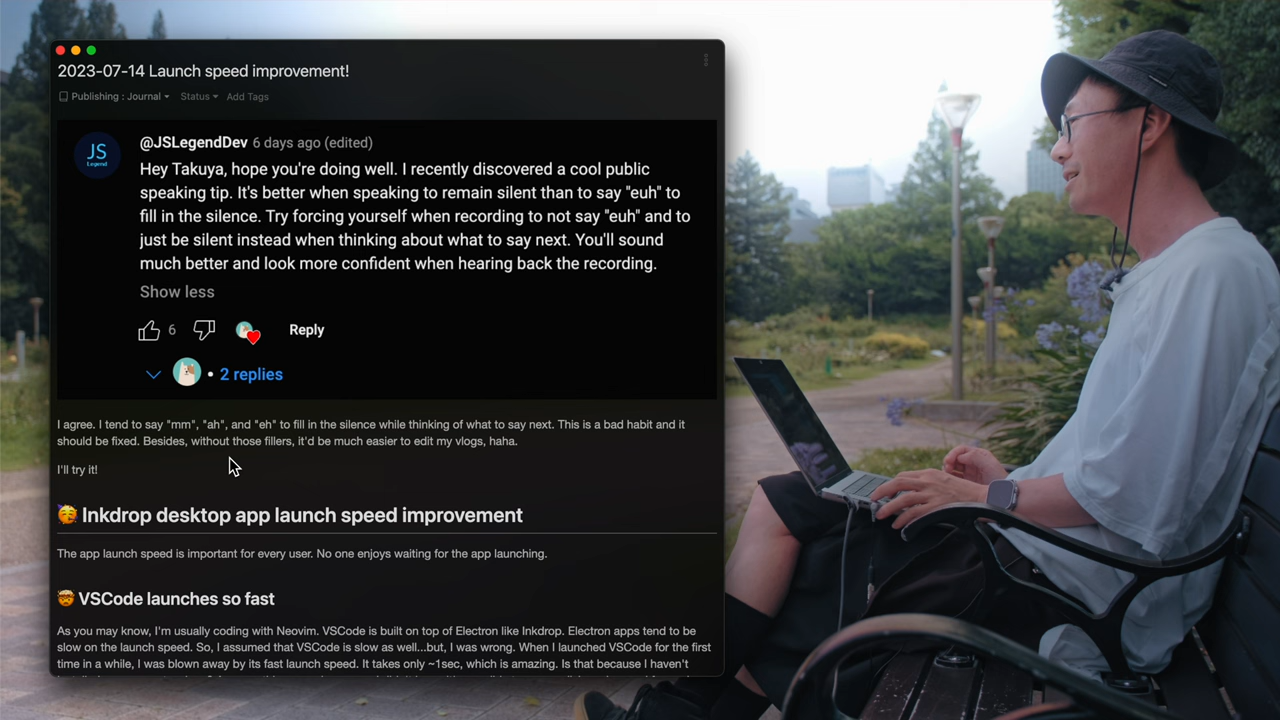 2023-07-14 Launch speed improvement!
Publishing : Journal Status Add Tags
JS
Legend
@JSLegendDev 6 days ago (edited)
Hey Takuya, hope you're doing well. I recently discovered a cool public
speaking tip. It's better when speaking to remain silent than to say "euh" to
fill in the silence. Try forcing yourself when recording to not say "euh" and to
just be silent instead when thinking about what to say next. You'll sound
much better and look more confident when hearing back the recording.
Show less
6 Reply
• 2 replies
I agree. I tend to say "mm", "ah", and "eh" to fill in the silence while thinking of what to say next. This is a bad habit and it
should be fixed. Besides, without those fillers, it'd be much easier to edit my vlogs, haha.
I'll try it!
🥳 Inkdrop desktop app launch speed improvement
The app launch speed is important for every user. No one enjoys waiting for the app launching.
🤯 VSCode launches so fast
As you may know, I'm usually coding with Neovim. VSCode is built on top of Electron like Inkdrop. Electron apps tend to be
slow on the launch speed. So, I assumed that VSCode is slow as well...but, I was wrong. When I launched VSCode for the first
time in a while, I was blown away by its fast launch speed. It takes only ~1sec, which is amazing. Is that because I haven't